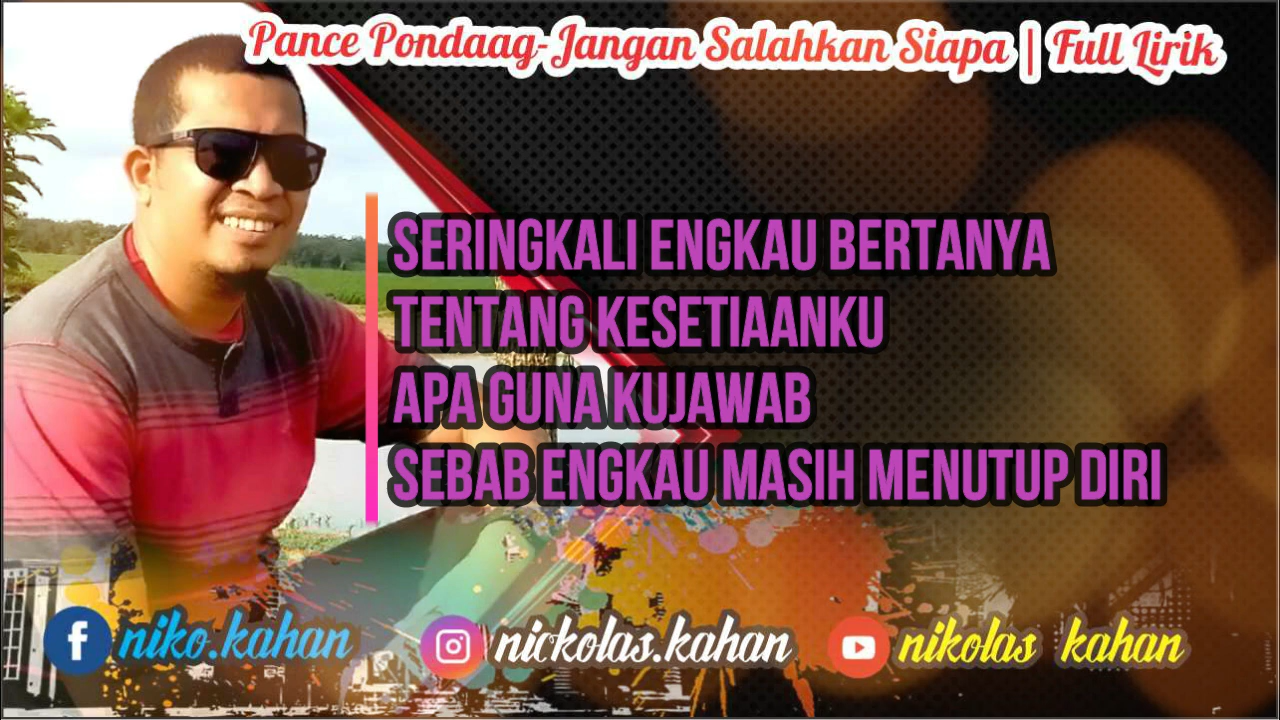 Pance Pondaag-Jangan Salahkan Siapa | Full Lirik
SERINGKALI ENGKAU BERTANYA
TENTANG KESETIAANKU
APA GUNA KUJAWAB
SEBAB ENGKAU MASIH MENUTUP DIRI
niko.kahan
nickolas.kahan
nikolas kahan